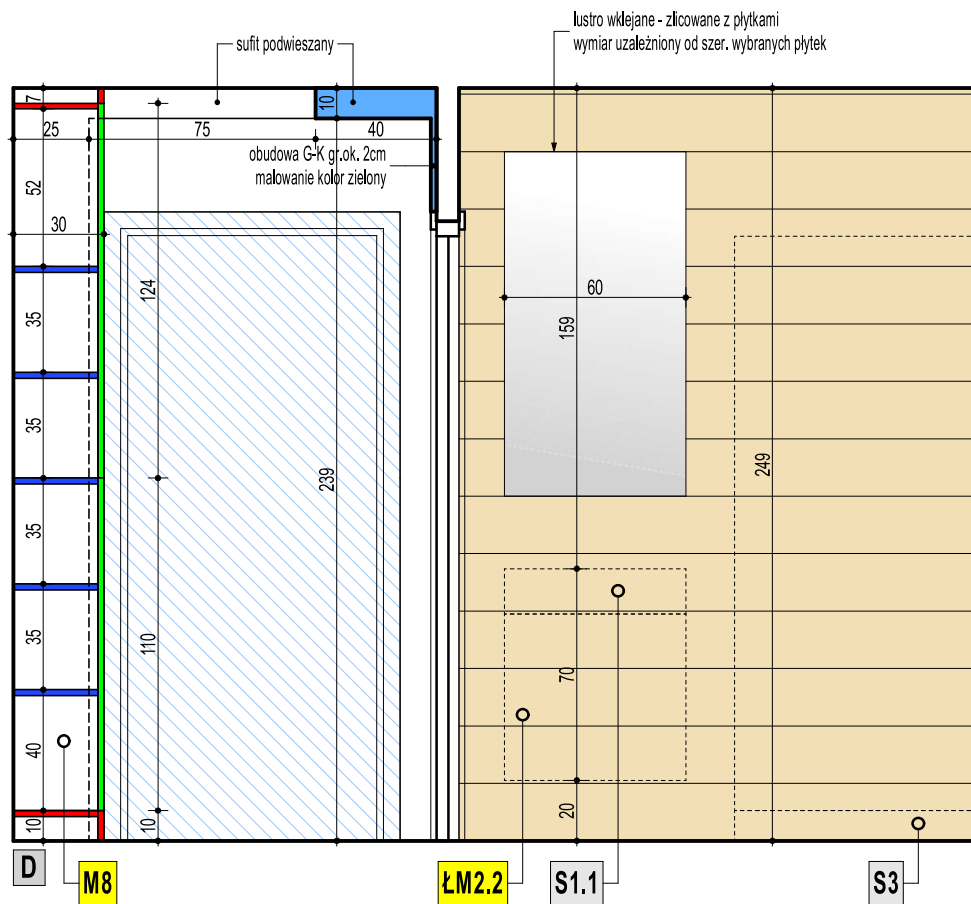 lustro wklejane - zlicowane z płytkami
wymiar uzależniony od szer. wybranych płytek
sufit podwieszany
7
10
25
75
40
obudowa G-K gr.ok. 2cm
malowanie kolor zielony
52
30
124
60
159
35
35
249
239
35
35
110
70
40
20
10
10
D
M8
ŁM2.2
S1.1
S3